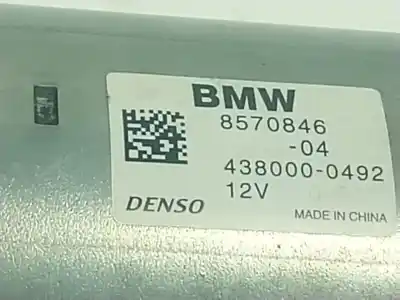 BMW
8570846
-04
438000-0492
12V
DENSO
MADE IN CHINA